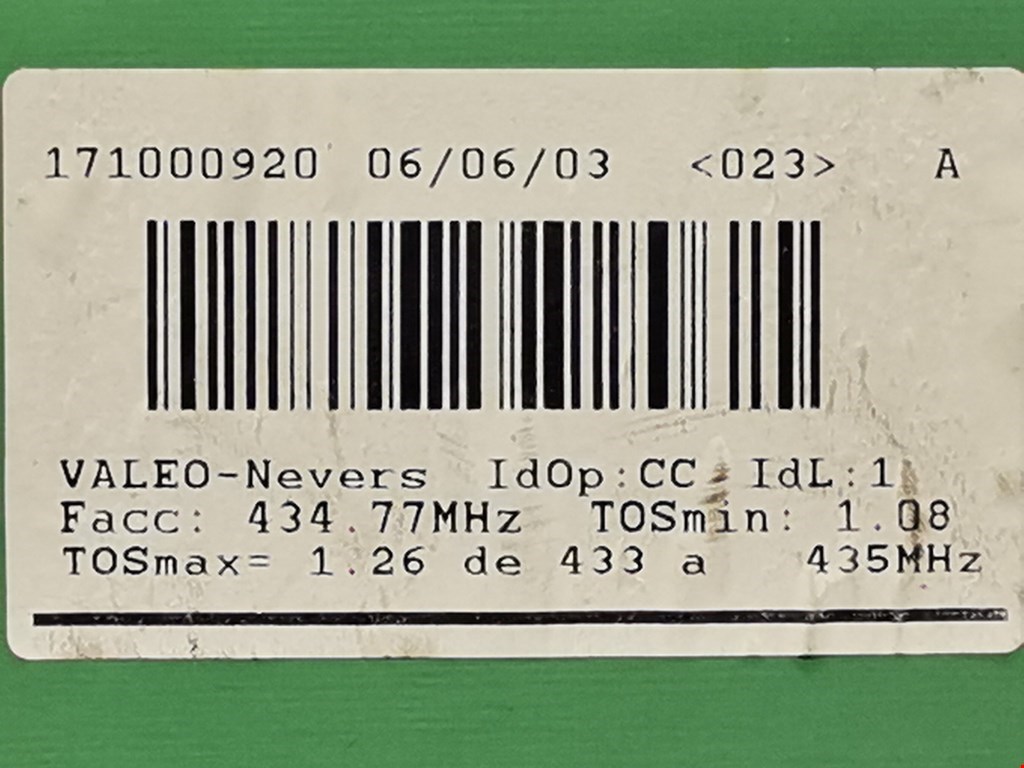 171000920 06/06/03 <023> A
VALEO-Nevers IdOp:CC IdL:1
Facc: 434.77MHz TOSmin: 1.08
TOSmax= 1.26 de 433 a 435MHz